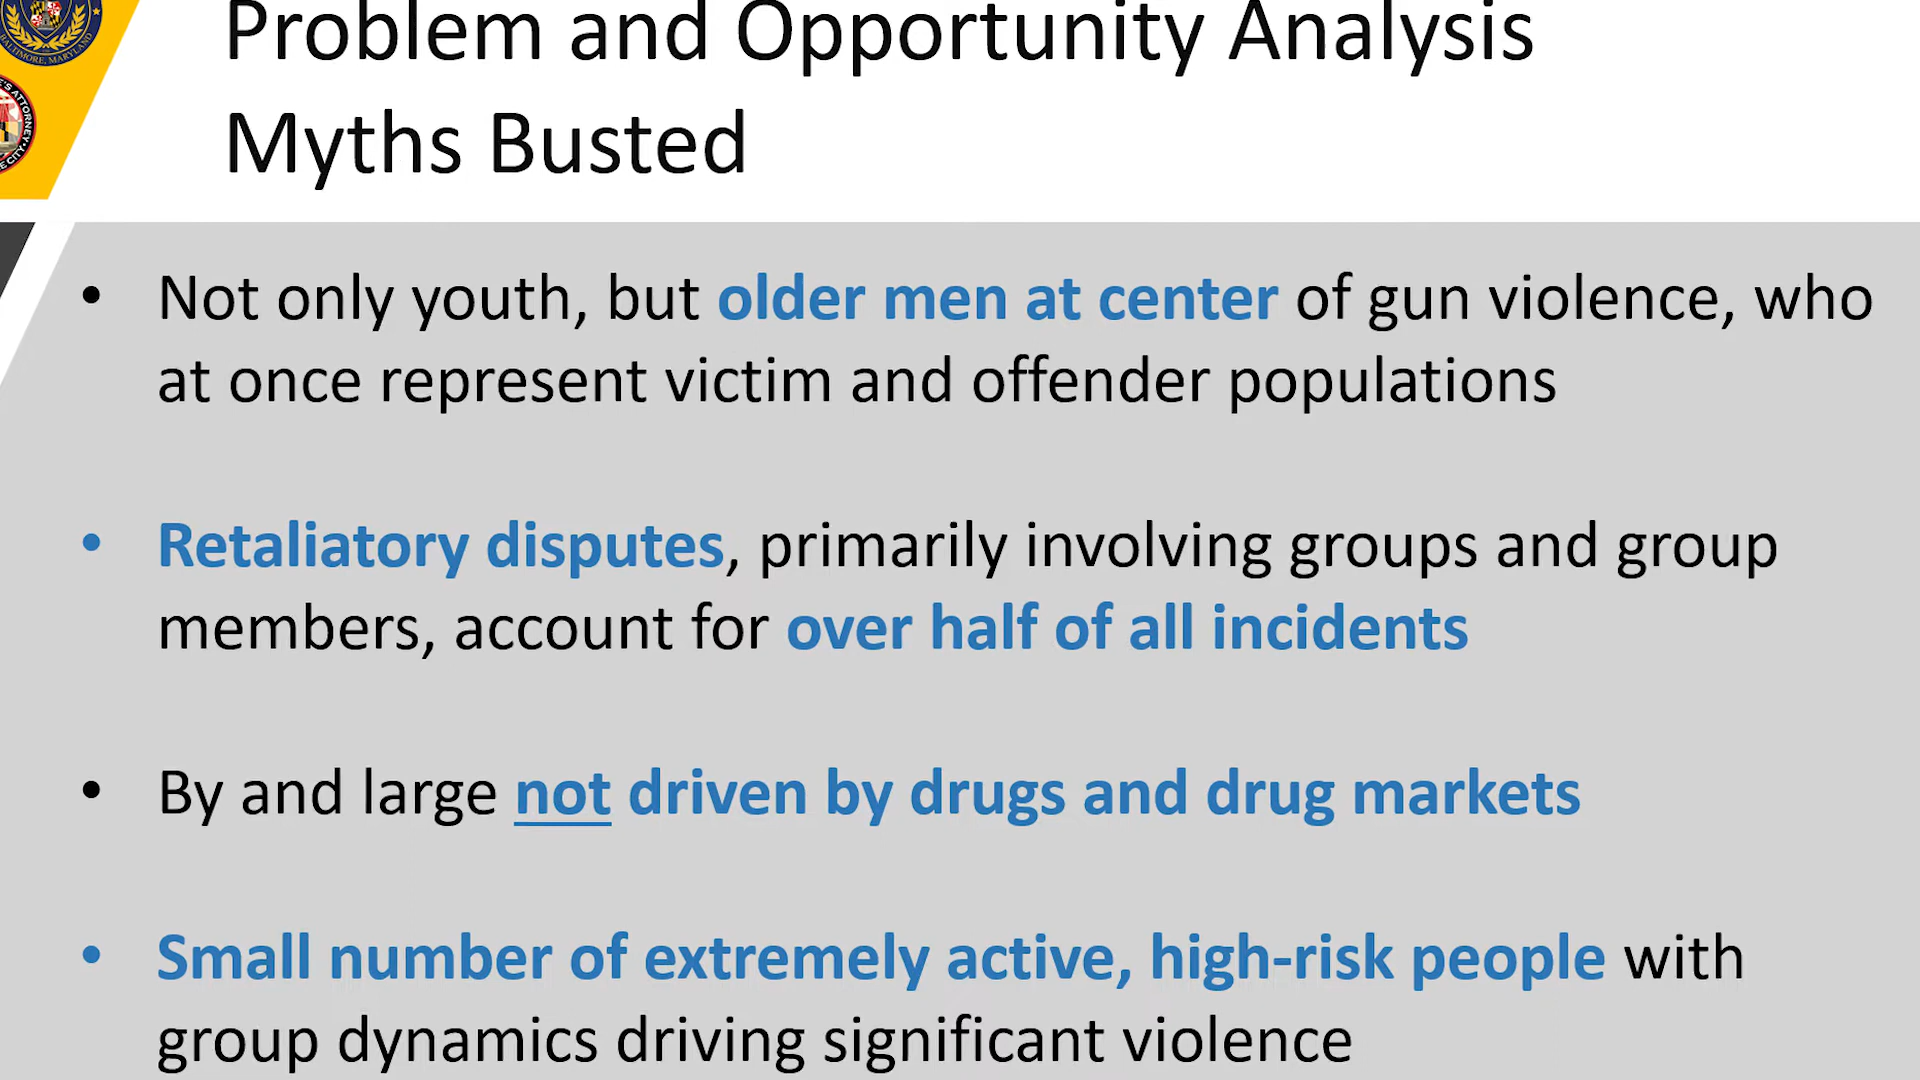 Problem and Opportunity Analysis
Myths Busted
BALTIMORE, MARYLAND
ATTORNEY
• Not only youth, but older men at center of gun violence, who
at once represent victim and offender populations
• Retaliatory disputes, primarily involving groups and group
members, account for over half of all incidents
• By and large not driven by drugs and drug markets
• Small number of extremely active, high-risk people with
group dynamics driving significant violence